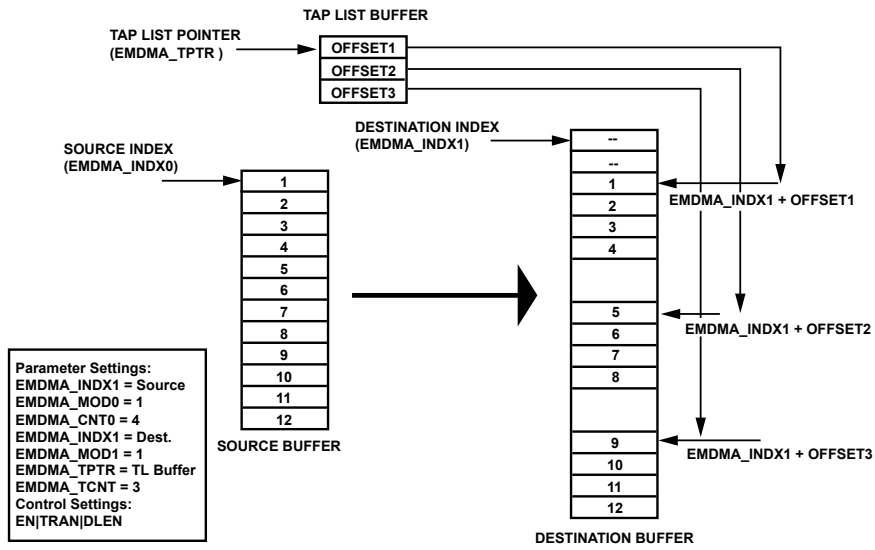 TAP LIST BUFFER
TAP LIST POINTER
(EMDMA_TPTR )
OFFSET1
OFFSET2
OFFSET3
DESTINATION INDEX
(EMDMA_INDX1)
SOURCE INDEX
(EMDMA_INDX0)
1
2
3
4
5
6
7
8
9
10
11
12
SOURCE BUFFER
--
--
1
2
3
4
5
6
7
8
9
10
11
12
DESTINATION BUFFER
EMDMA_INDX1 + OFFSET1
EMDMA_INDX1 + OFFSET2
EMDMA_INDX1 + OFFSET3
Parameter Settings:
EMDMA_INDX1 = Source
EMDMA_MOD0 = 1
EMDMA_CNT0 = 4
EMDMA_INDX1 = Dest.
EMDMA_MOD1 = 1
EMDMA_TPTR = TL Buffer
EMDMA_TCNT = 3
Control Settings:
EN|TRAN|DLEN